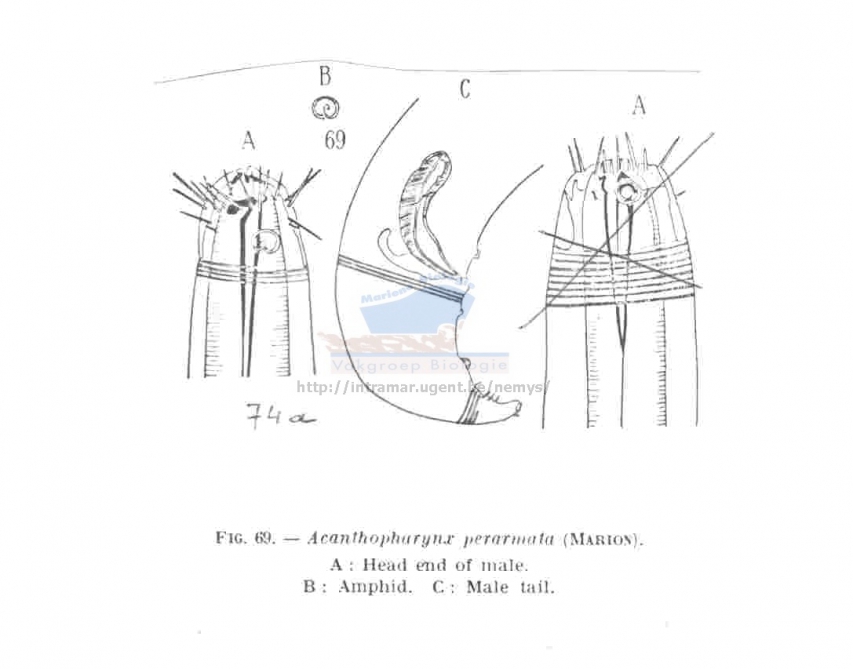 B
C
A
A
69
Marine Biologie
Vakgroep Biologie
http://intramar.ugent.be/nemys/
74a
FIG. 69. — Acanthopharynx perarmata (MARION).
A : Head end of male.
B : Amphid. C : Male tail.